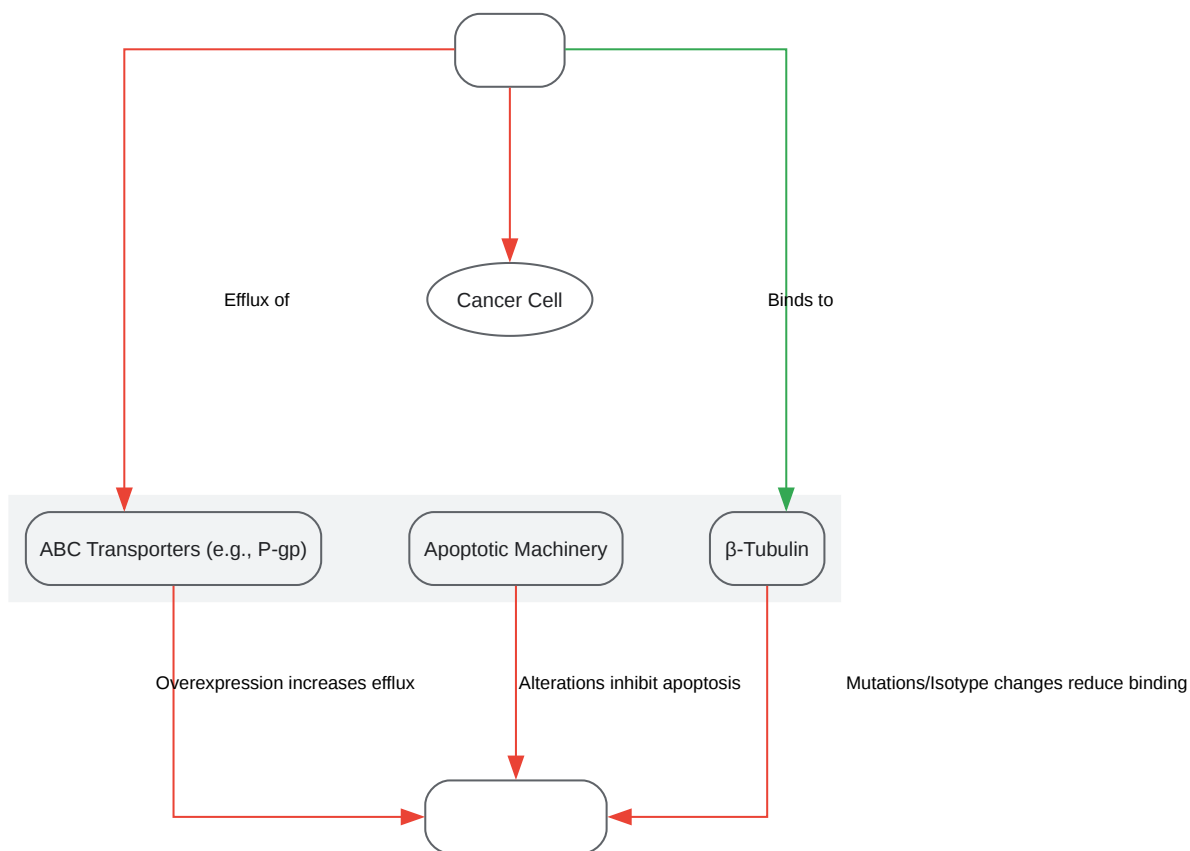 Efflux of
Cancer Cell
Binds to
ABC Transporters (e.g., P-gp)
Apoptotic Machinery
β-Tubulin
Overexpression increases efflux
Alterations inhibit apoptosis
Mutations/Isotype changes reduce binding